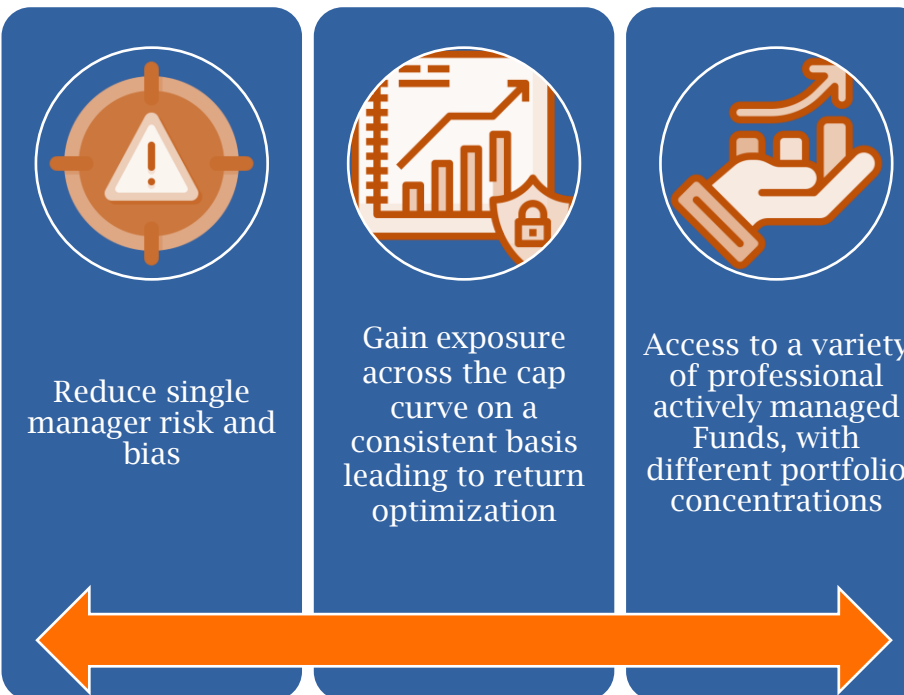 Reduce single
manager risk and
bias
Gain exposure
across the cap
curve on a
consistent basis
leading to return
optimization
Access to a variety
of professional
actively managed
Funds, with
different portfolio
concentrations